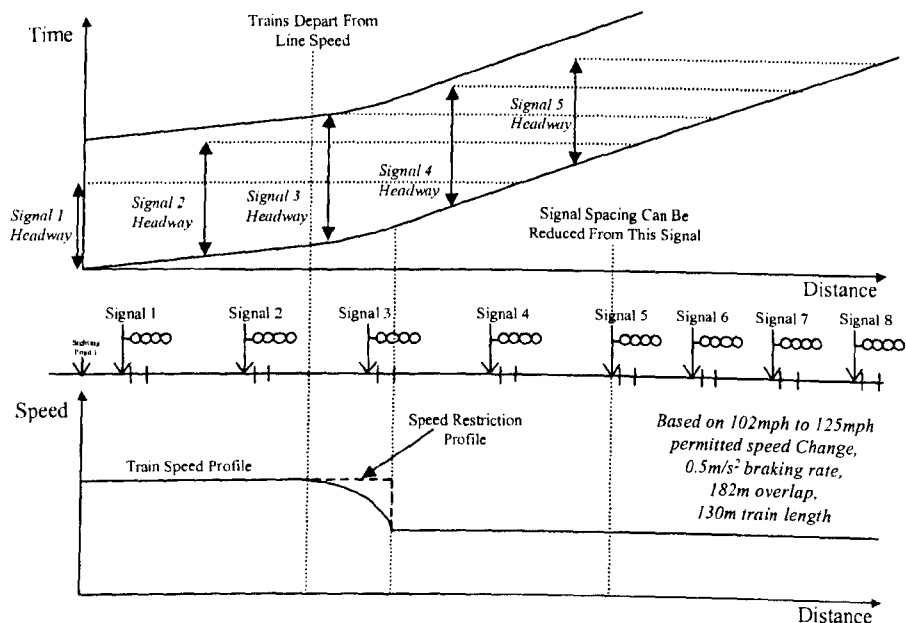 Time
Trains Depart From
Line Speed
Signal 5
Headway
Signal 4
Headway
Signal 3
Headway
Signal 2
Headway
Signal 1
Headway
Signal Spacing Can Be
Reduced From This Signal
Distance
Signal 1
Signal 2
Signal 3
Signal 4
Signal 5
Signal 6
Signal 7
Signal 8
Sighting
Point 1
Speed
Speed Restriction
Profile
Train Speed Profile
Based on 102mph to 125mph
permitted speed Change,
0.5m/s² braking rate,
182m overlap,
130m train length
Distance